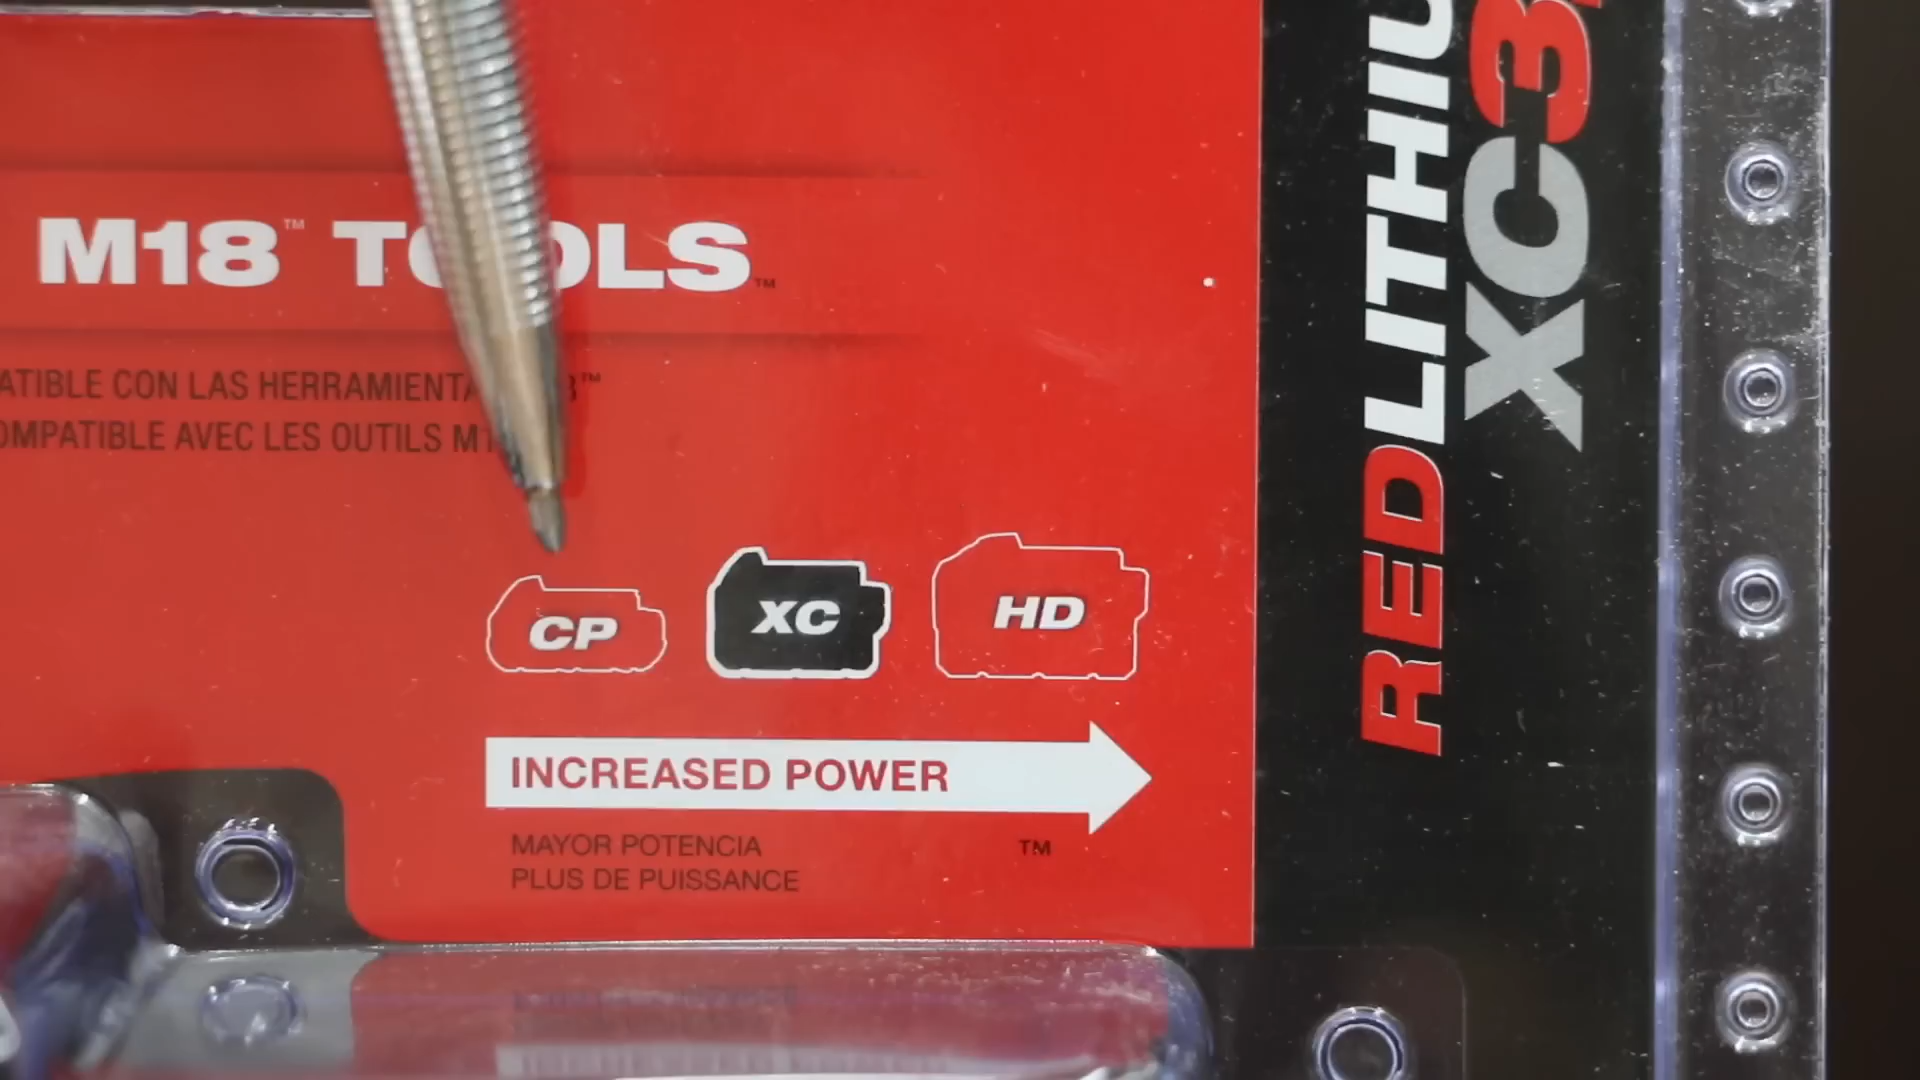 M18™ TOOLS™
ATIBLE CON LAS HERRAMIENTA
OMPATIBLE AVEC LES OUTILS
CP XC HD
INCREASED POWER
MAYOR POTENCIA ™
PLUS DE PUISSANCE
REDLITHIU
XC3